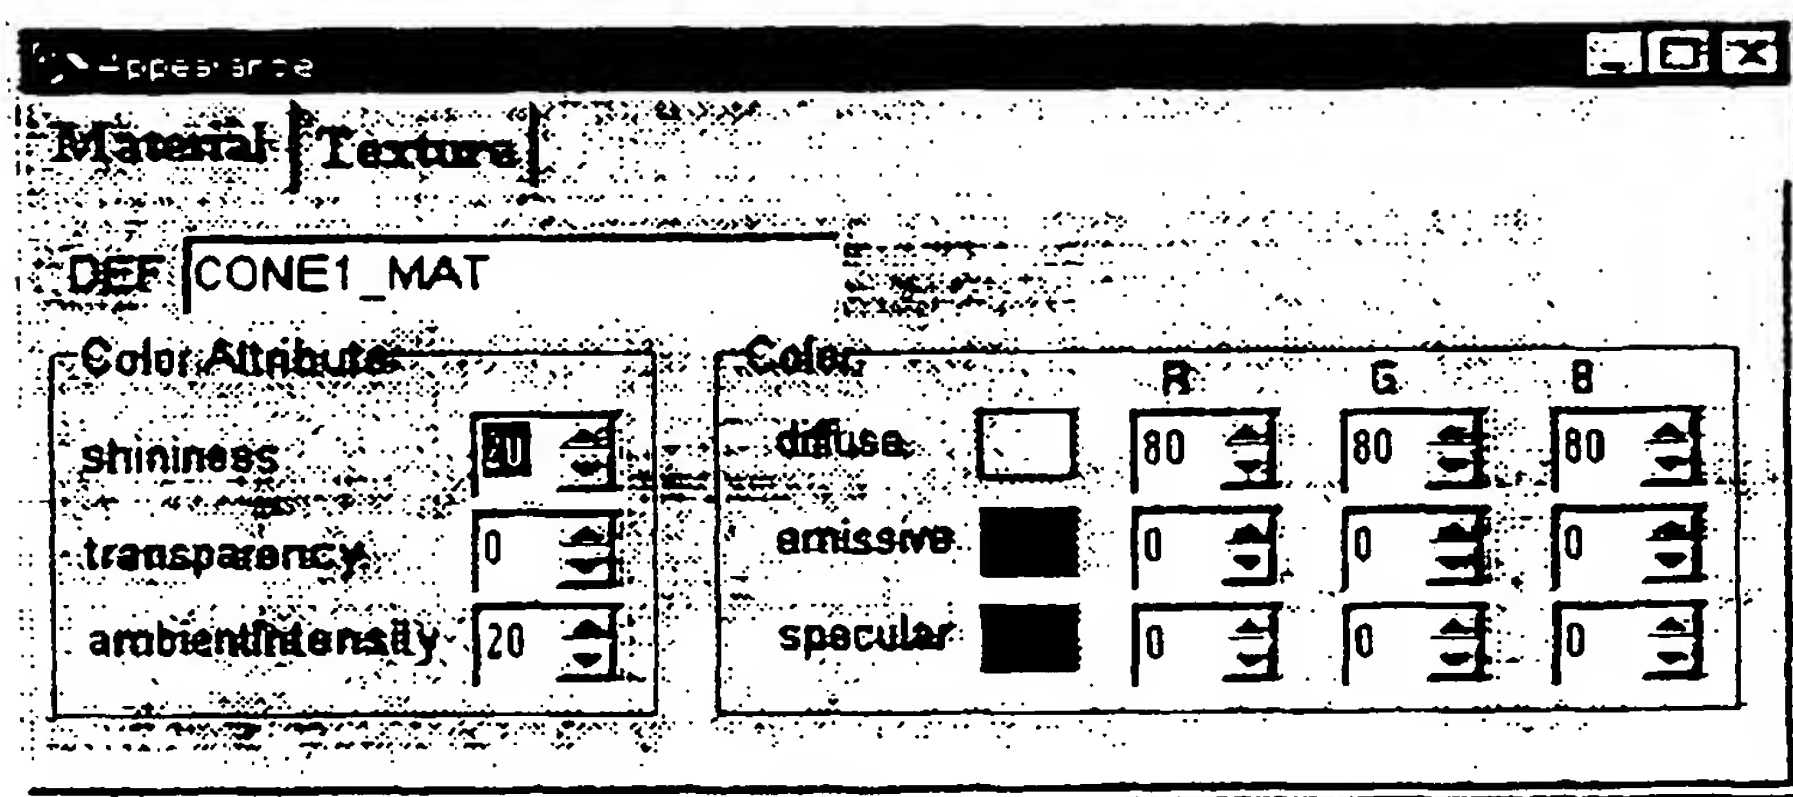 Appearance
Material Texture
DEF CONE1_MAT
Color Attribute Color R G B
shininess 20 diffuse 80 80 80
transparency 0 emissive 0 0 0
ambientIntensity 20 specular 0 0 0